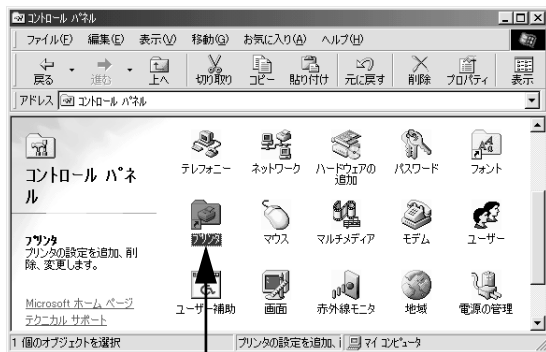 コントロール パネル
ファイル(F) 編集(E) 表示(V) 移動(G) お気に入り(A) ヘルプ(H)
戻る 進む 上へ 切り取り コピー 貼り付け 元に戻す 削除 プロパティ 表示
アドレス コントロール パネル
コントロール パネ
ル
プリンタ
プリンタの設定を追加、削
除、変更します。
Microsoft ホーム ページ
テクニカル サポート
テレフォニー ネットワーク ハードウェアの
追加 パスワード フォント
プリンタ マウス マルチメディア モデム ユーザー
ユーザー補助 画面 赤外線モニタ 地域 電源の管理
1 個のオブジェクトを選択 プリンタの設定を追加、i マイ コンピュータ